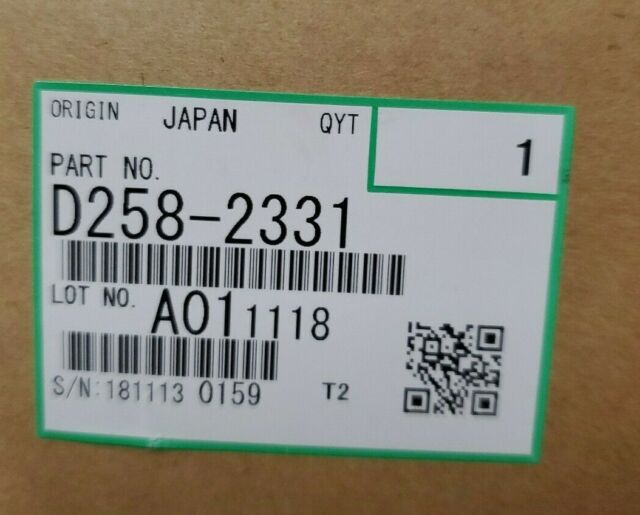 ORIGIN JAPAN QYT 1
PART NO.
D258-2331
LOT NO. A011118
S/N:181113 0159 T2